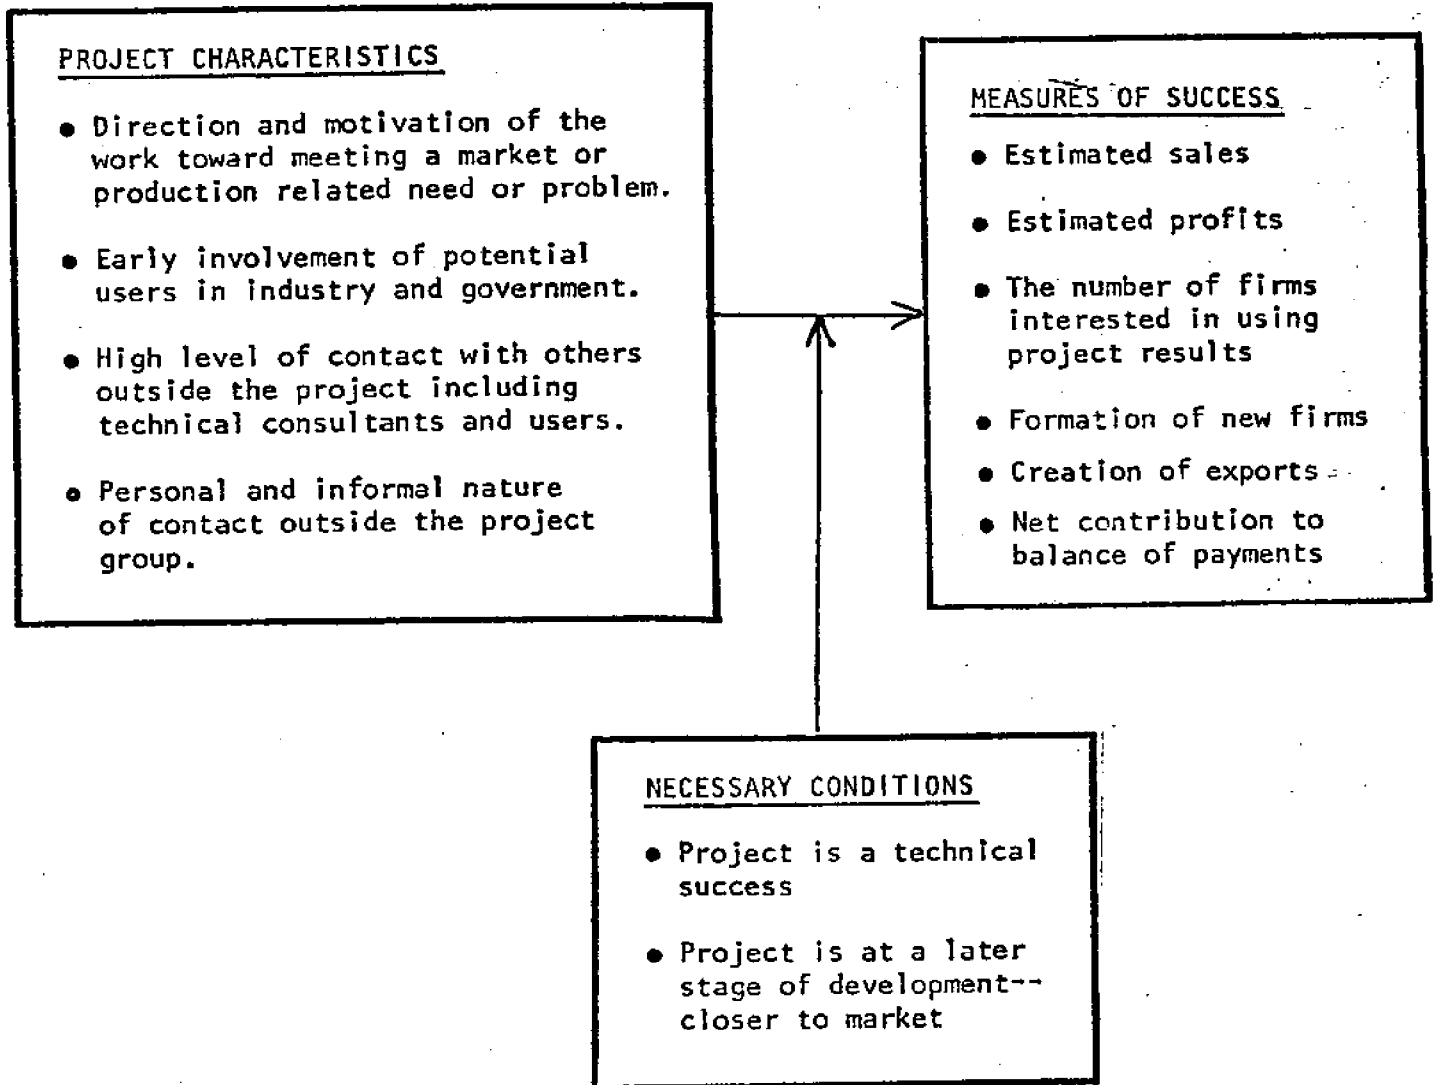 PROJECT CHARACTERISTICS
● Direction and motivation of the
work toward meeting a market or
production related need or problem.
● Early involvement of potential
users in industry and government.
● High level of contact with others
outside the project including
technical consultants and users.
● Personal and informal nature
of contact outside the project
group.
MEASURES OF SUCCESS
● Estimated sales
● Estimated profits
● The number of firms
interested in using
project results
● Formation of new firms
● Creation of exports
● Net contribution to
balance of payments
NECESSARY CONDITIONS
● Project is a technical
success
● Project is at a later
stage of development--
closer to market